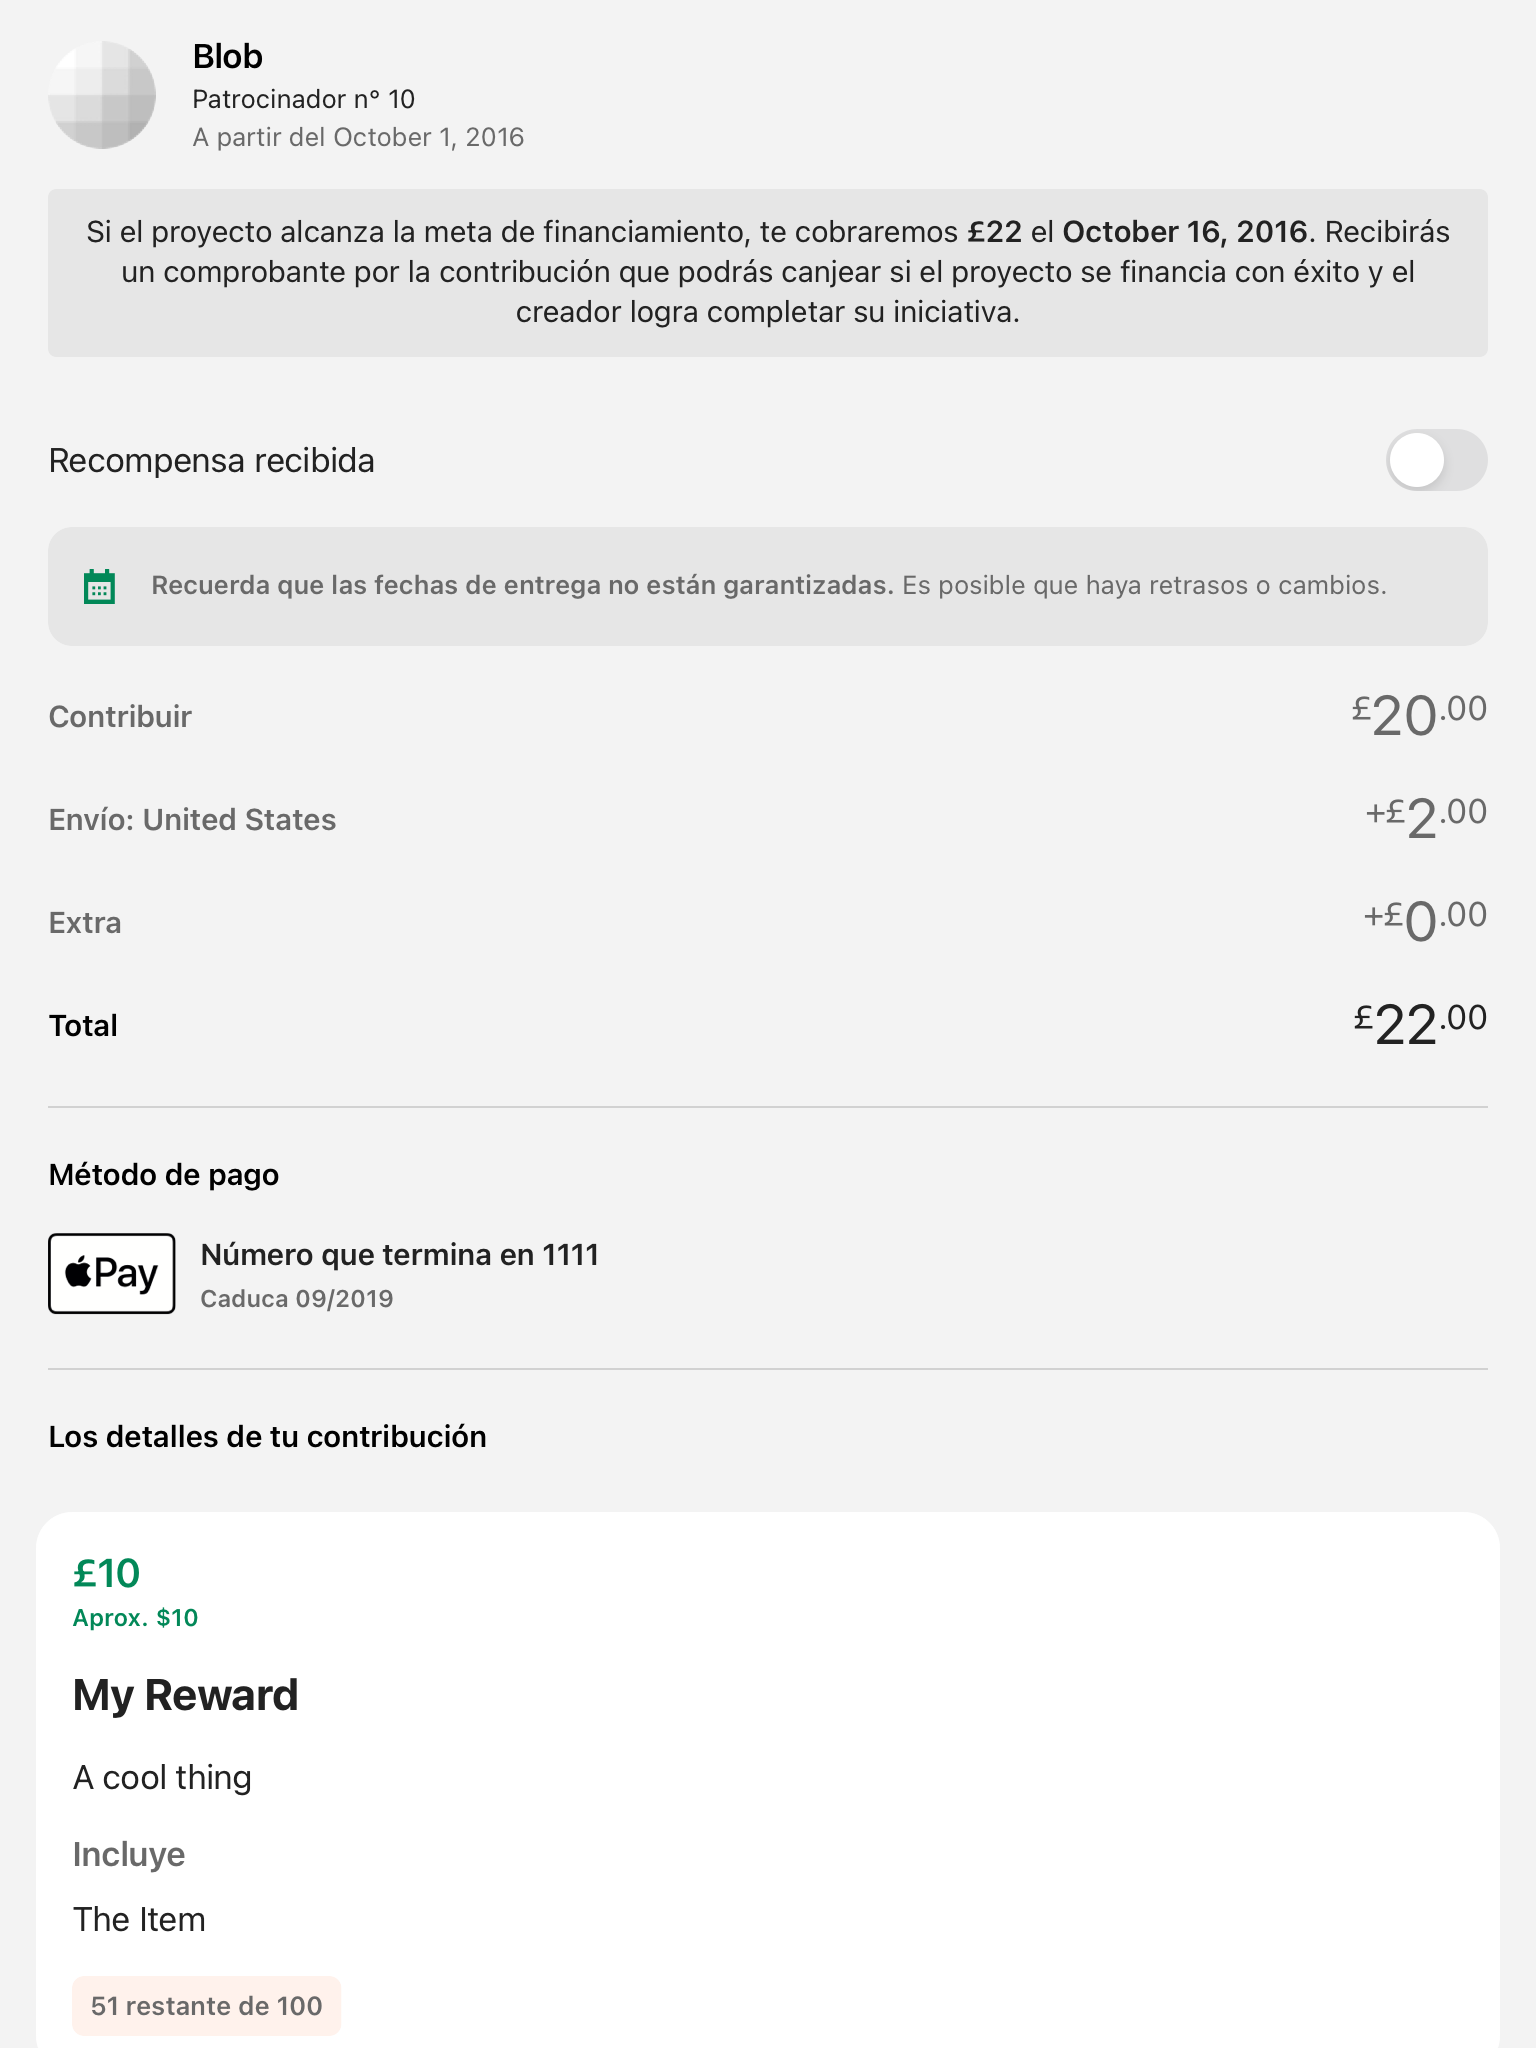 Blob
Patrocinador n° 10
A partir del October 1, 2016
Si el proyecto alcanza la meta de financiamiento, te cobraremos £22 el October 16, 2016. Recibirás
un comprobante por la contribución que podrás canjear si el proyecto se financia con éxito y el
creador logra completar su iniciativa.
Recompensa recibida
Recuerda que las fechas de entrega no están garantizadas. Es posible que haya retrasos o cambios.
Contribuir £20.00
Envío: United States +£2.00
Extra +£0.00
Total £22.00
Método de pago
Pay
Número que termina en 1111
Caduca 09/2019
Los detalles de tu contribución
£10
Aprox. $10
My Reward
A cool thing
Incluye
The Item
51 restante de 100